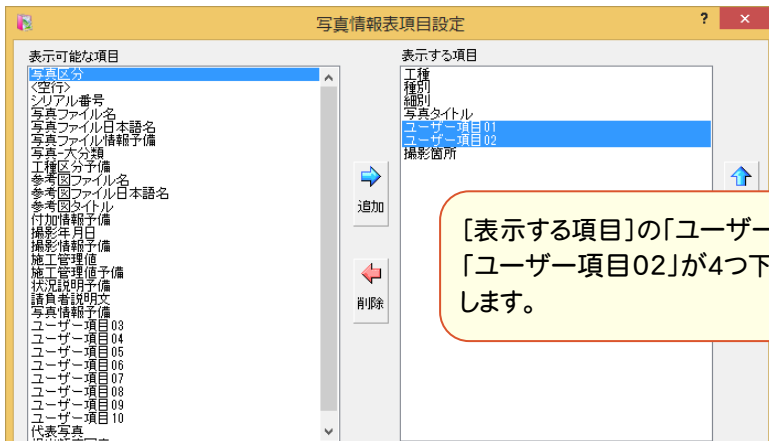 写真情報表項目設定
?
×
表示可能な項目
写真区分
<空行>
シリアル番号
写真ファイル名
写真ファイル日本語名
写真ファイル情報予備
写真-大分類
工種区分予備
参考図ファイル名
参考図ファイル日本語名
参考図タイトル
付加情報予備
撮影年月日
撮影情報予備
施工管理値
施工管理値予備
状況説明予備
請負者説明文
写真情報予備
ユーザー項目03
ユーザー項目04
ユーザー項目05
ユーザー項目06
ユーザー項目07
ユーザー項目08
ユーザー項目09
ユーザー項目10
代表写真
追加
削除
表示する項目
工種
種別
細別
写真タイトル
ユーザー項目01
ユーザー項目02
撮影箇所
[表示する項目]の「ユーザー
「ユーザー項目02」が4つ下
します。